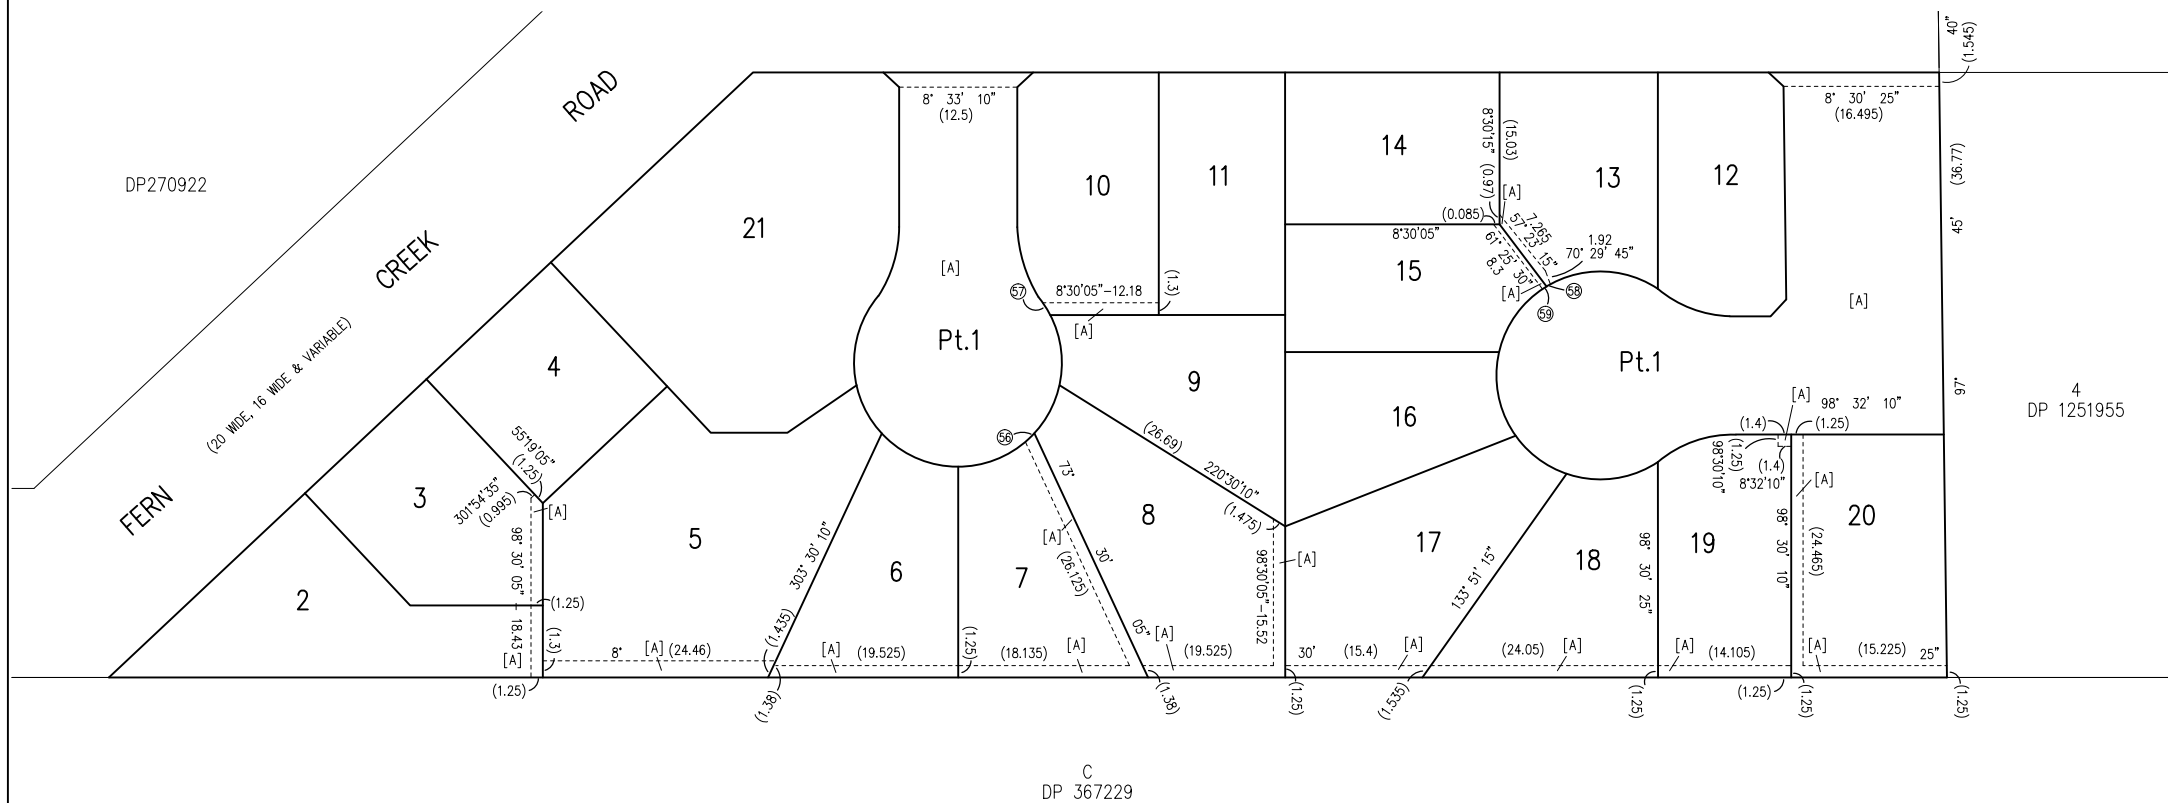 40"
(1.545)
ROAD
8° 33' 10"
(12.5)
8° 30' 25"
(16.495)
8°30'15"
(15.03)
14
(0.97)
[A]
13
12
(36.77)
DP270922
10
11
21
(0.085)
8°30'05"
7.265
57° 23' 15"
61° 25' 30"
8.3
1.92
70° 29' 45"
45'
CREEK
[A]
57
8°30'05"-12.18
(1.3)
[A]
15
[A]
58
59
[A]
(20 WIDE, 16 WIDE & VARIABLE)
4
Pt.1
9
Pt.1
97°
4
DP 1251955
16
[A]
98° 32' 10"
(1.4)
(1.25)
55°19'05"
(1.25)
56
(26.69)
220°30'10"
(1.475)
(1.25)
98°30'10"
(1.4)
8°32'10"
[A]
FERN
3
301°54'35"
(0.995)
[A]
73°
8
20
98° 30' 05" - 18.43
5
303° 30' 10"
[A]
(26.125)
30'
98°30'05"-15.52
[A]
17
133° 51' 15"
18
98° 30' 25"
19
98° 30' 10"
(24.465)
2
(1.25)
6
7
05"
(1.3)
[A]
8°
[A]
(24.46)
(1.435)
[A]
(19.525)
(1.25)
(18.135)
[A]
[A]
(19.525)
30'
(15.4)
[A]
(24.05)
[A]
[A]
(14.105)
[A]
(15.225)
25"
(1.25)
(1.38)
(1.38)
(1.25)
(1.535)
(1.25)
(1.25)
(1.25)
(1.25)
C
DP 367229